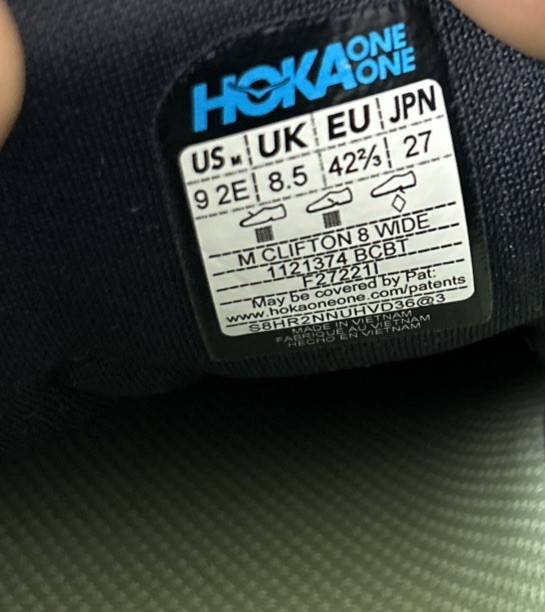 HOKA ONE ONE
US M UK EU JPN
9 2E 8.5 42⅔ 27
M CLIFTON 8 WIDE
1121374 BCBT
F27221I
May be covered by Pat:
www.hokaoneone.com/patents
S8HR2NNUHVD36@3
MADE IN VIETNAM
FABRIQUE AU VIETNAM
HECHO EN VIETNAM